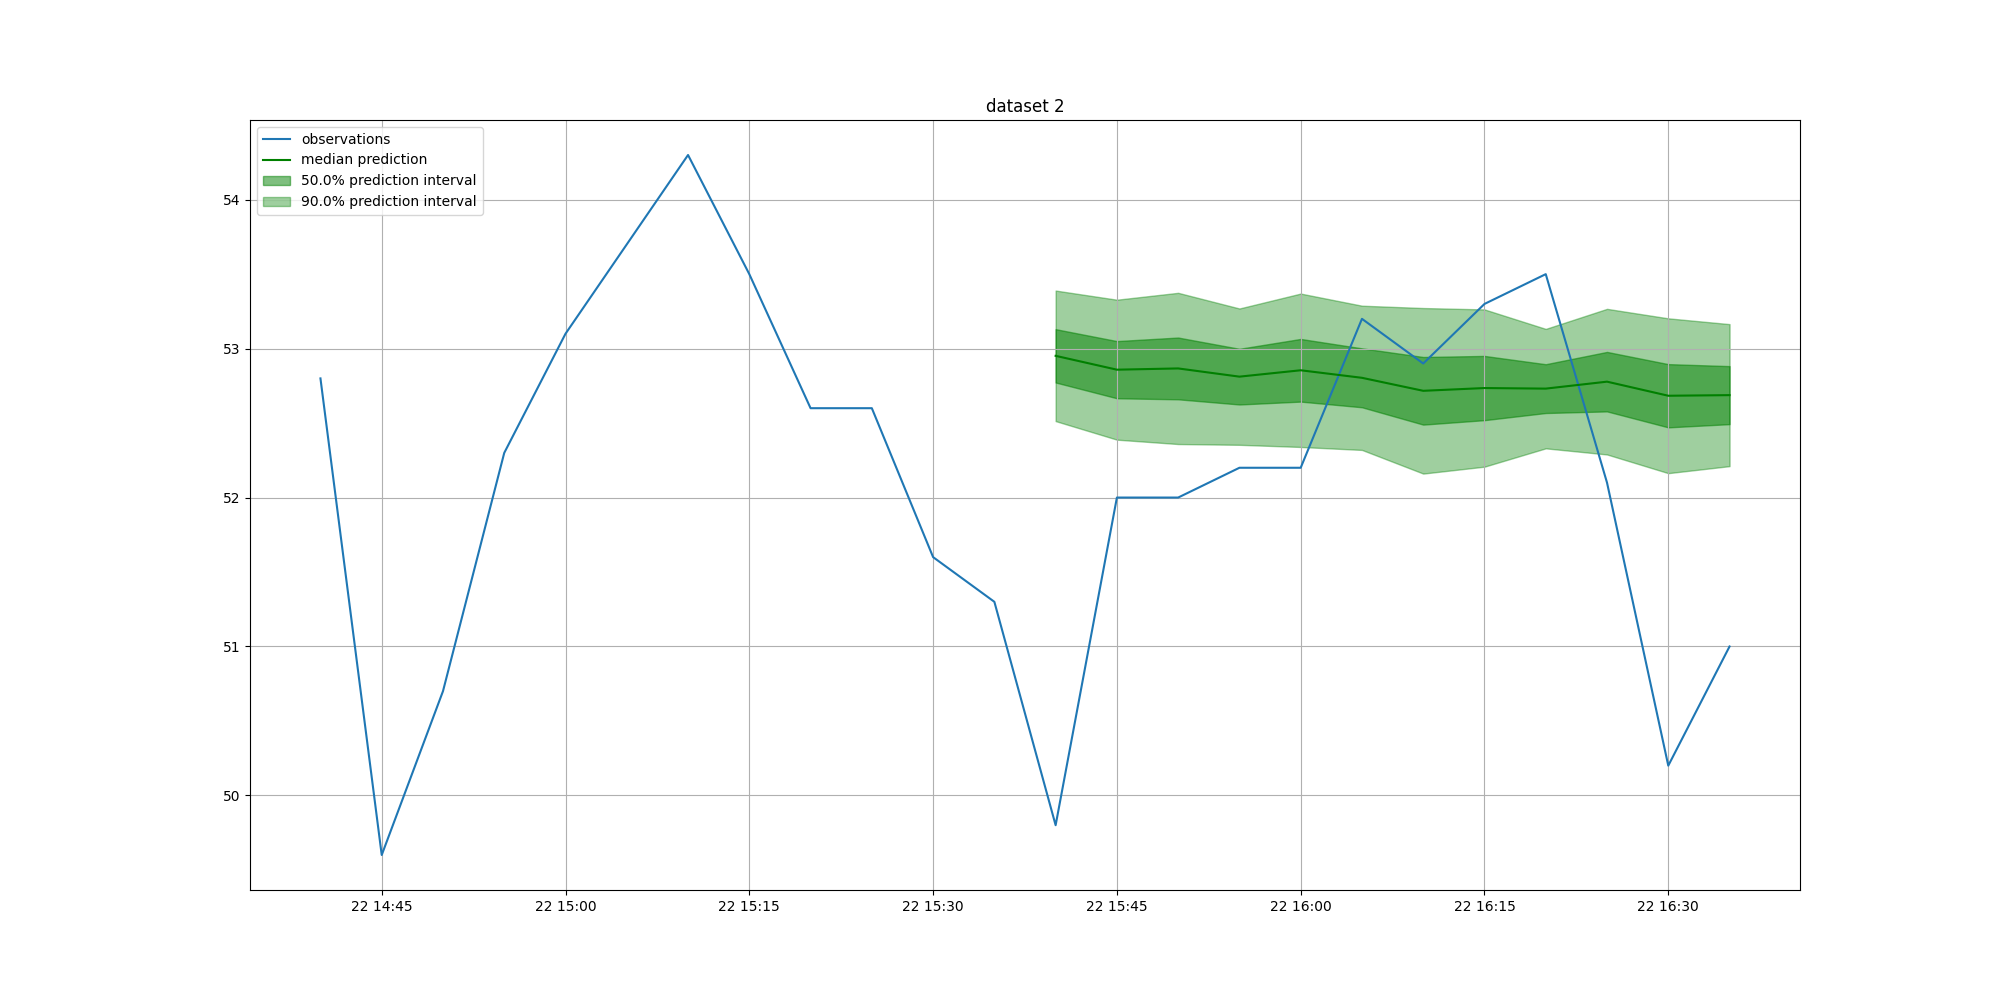 dataset 2
observations
median prediction
50.0% prediction interval
90.0% prediction interval
54
53
52
51
50
22 14:45 22 15:00 22 15:15 22 15:30 22 15:45 22 16:00 22 16:15 22 16:30